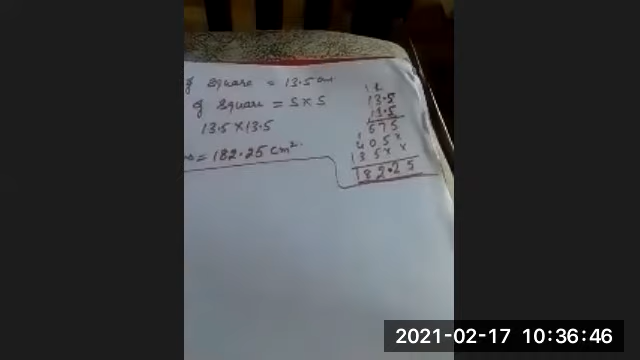 of Square = 13.5 cm
of Square = S × S
13.5 × 13.5
= 182.25 cm²
13.5
13.5
675
405×
135××
182.25
2021-02-17 10:36:46